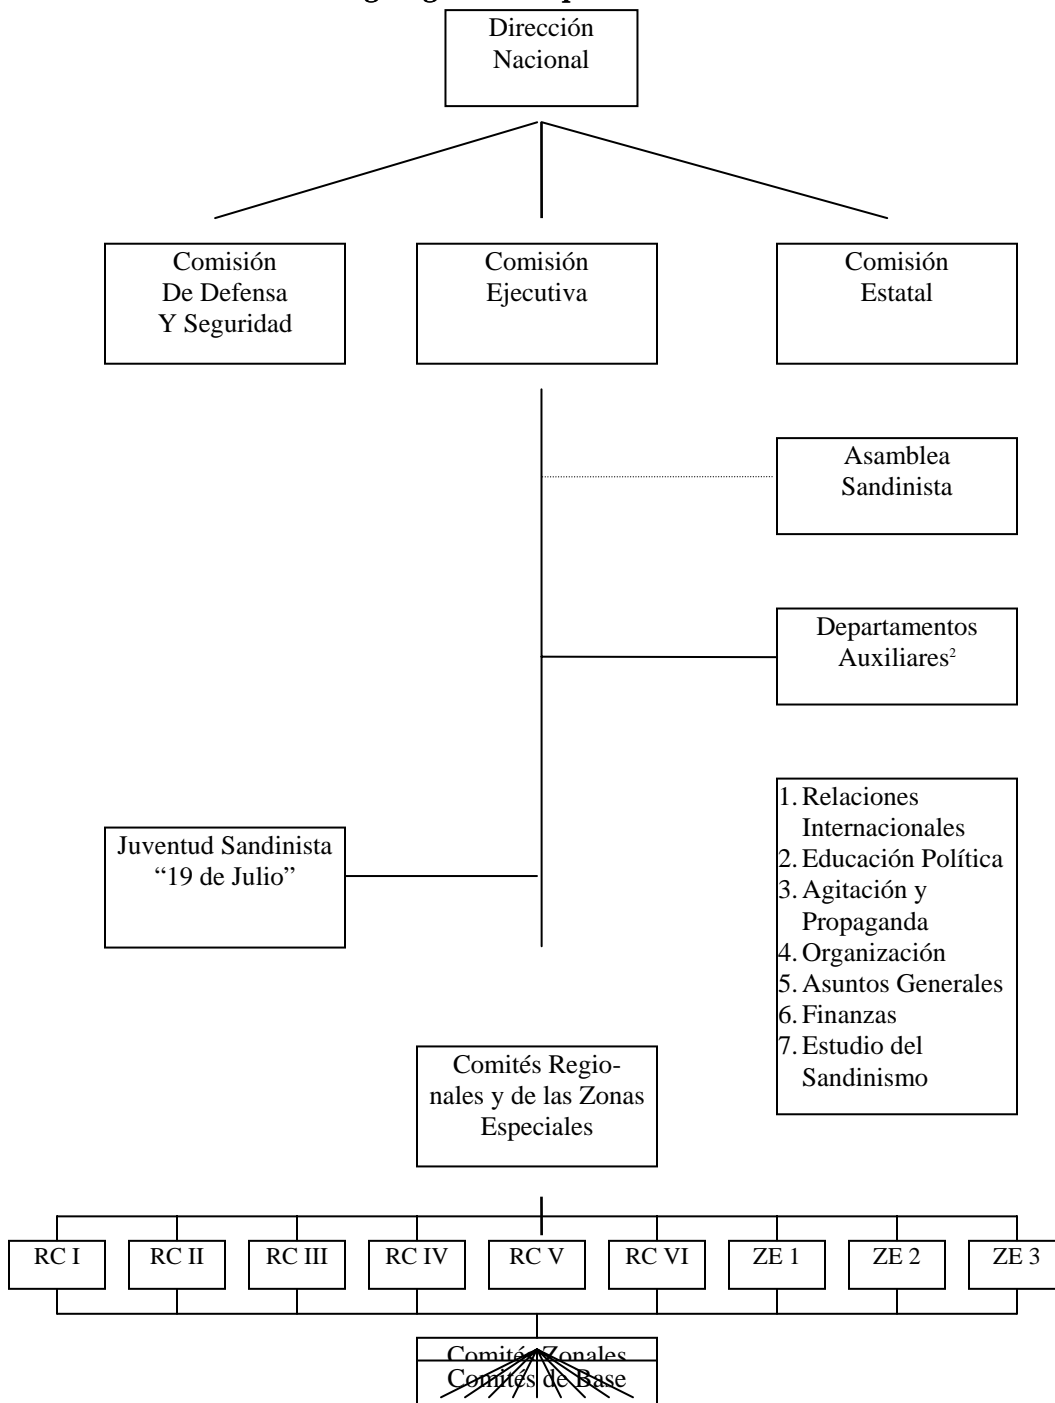 Dirección
Nacional
Comisión
De Defensa
Y Seguridad
Comisión
Ejecutiva
Comisión
Estatal
Asamblea
Sandinista
Departamentos
Auxiliares²
1. Relaciones
Internacionales
2. Educación Política
3. Agitación y
Propaganda
4. Organización
5. Asuntos Generales
6. Finanzas
7. Estudio del
Sandinismo
Juventud Sandinista
“19 de Julio”
Comités Regio-
nales y de las Zonas
Especiales
RC I RC II RC III RC IV RC V RC VI ZE 1 ZE 2 ZE 3
Comités Zonales
Comités de Base